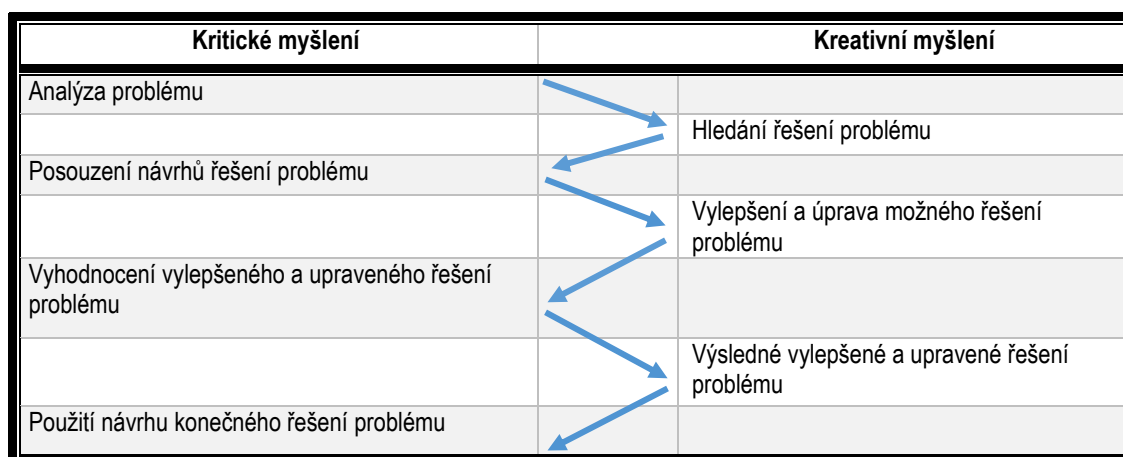 Kritické myšlení
Kreativní myšlení
Analýza problému
Hledání řešení problému
Posouzení návrhů řešení problému
Vylepšení a úprava možného řešení
problému
Vyhodnocení vylepšeného a upraveného řešení
problému
Výsledné vylepšené a upravené řešení
problému
Použití návrhu konečného řešení problému